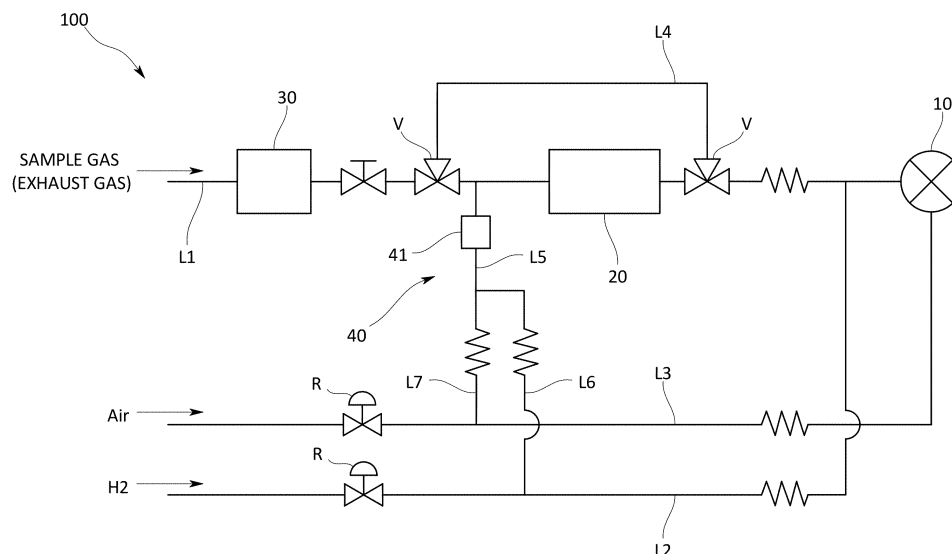 100
L4
30
V
V
10
SAMPLE GAS
(EXHAUST GAS)
L1
41
L5
20
40
R
L7
L6
L3
Air
R
H2
L2